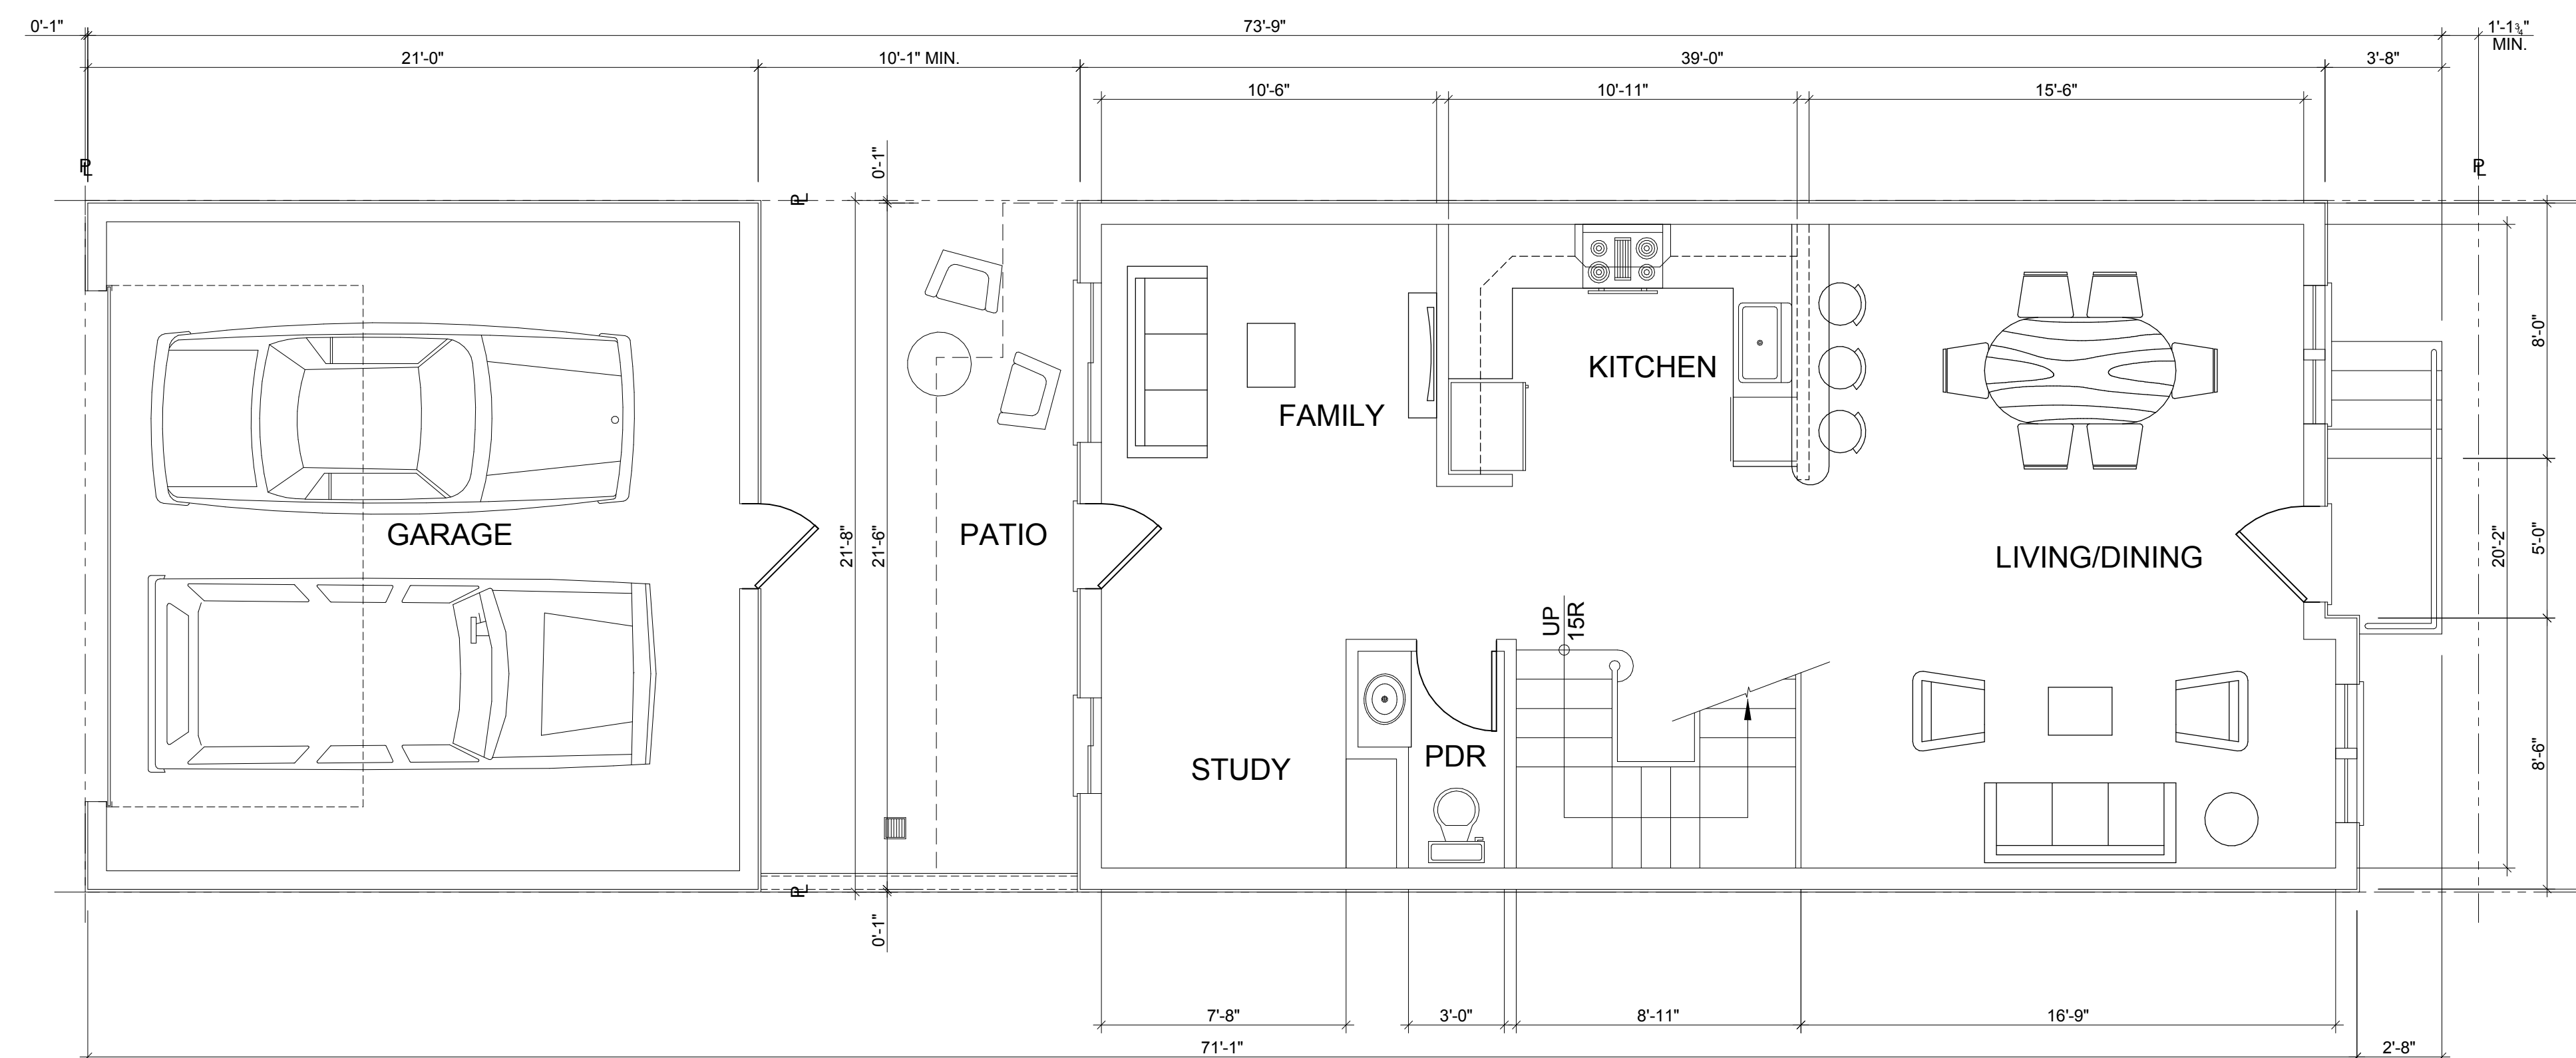 0'-1"
73'-9"
1'-1¾"
MIN.
21'-0"
10'-1" MIN.
39'-0"
3'-8"
10'-6"
10'-11"
15'-6"
PL
0'-1"
PL
PL
KITCHEN
FAMILY
8'-0"
GARAGE
PATIO
21'-8"
21'-6"
LIVING/DINING
20'-2"
5'-0"
UP
15R
STUDY
PDR
8'-6"
PL
0'-1"
7'-8"
3'-0"
8'-11"
16'-9"
71'-1"
2'-8"